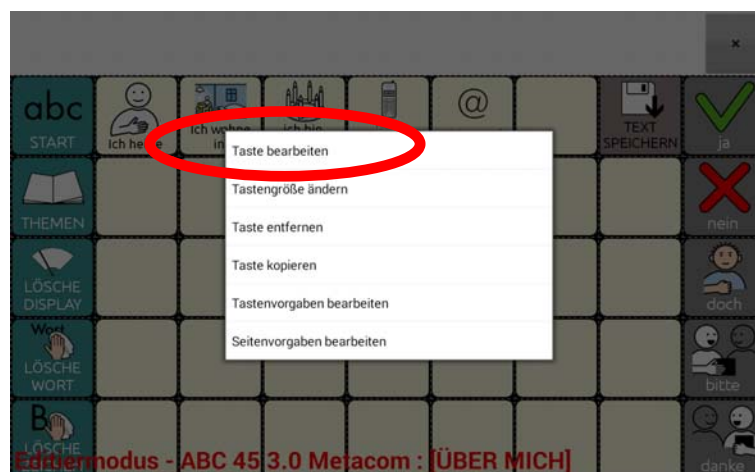 ×
abc
START
Ich he
Ich wohne
in
ich bin
@
TEXT
SPEICHERN
ja
Taste bearbeiten
Tastengröße ändern
Taste entfernen
Taste kopieren
Tastenvorgaben bearbeiten
Seitenvorgaben bearbeiten
THEMEN
nein
LÖSCHE
DISPLAY
doch
Wort
LÖSCHE
WORT
bitte
B
LÖSCHE
danke
Editiermodus - ABC 45 3.0 Metacom : [ÜBER MICH]